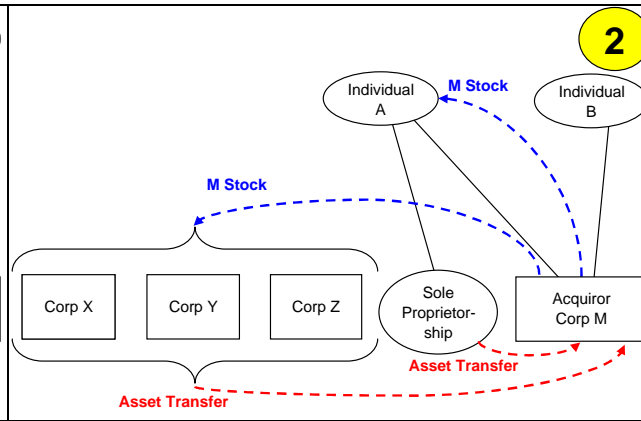 2
Individual
A
M Stock
Individual
B
M Stock
Corp X
Corp Y
Corp Z
Sole
Proprietor-
ship
Acquiror
Corp M
Asset Transfer
Asset Transfer